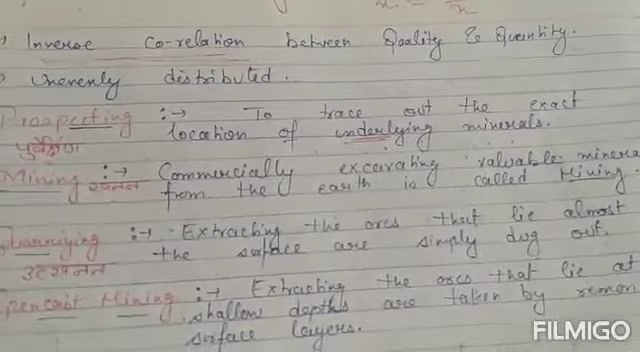 x
Inverse co-relation between Quality & Quantity.
Unevenly distributed.
Prospecting :→ To trace out the exact
पुर्वेक्षण location of underlying minerals.
Mining :→ Commercially excavating valuable minera
खनन from the earth is called Mining.
:→ Extracting the ores that lie almost
उत्खनन the surface are simply dug out.
Opencast Mining :→ Extracting the ores that lie at
shallow depths are taken by remon
surface layers.
FILMIGO